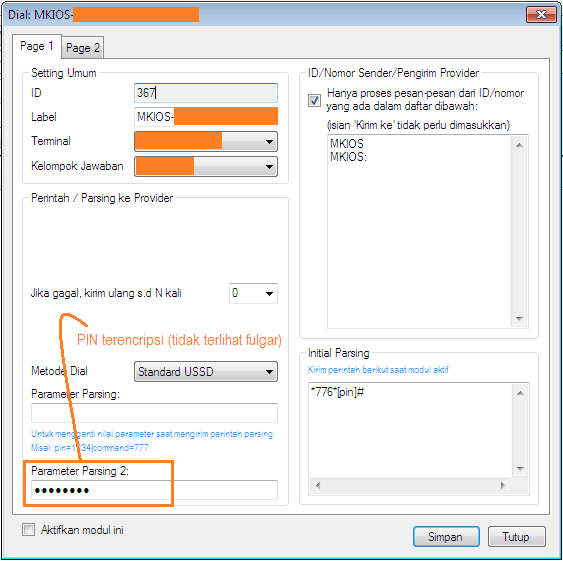 Dial: MKIOS-
Page 1
Page 2
Setting Umum
ID
367
Label
MKIOS-
Terminal
Kelompok Jawaban
Perintah / Parsing ke Provider
Jika gagal, kirim ulang s.d N kali
0
PIN terencripsi (tidak terlihat fulgar)
Metode Dial
Standard USSD
Parameter Parsing:
Untuk mengganti nilai parameter saat mengirim perintah parsing.
Misal: pin=1234|command=777
Parameter Parsing 2:
••••••••
Aktifkan modul ini
ID/Nomor Sender/Pengirim Provider
Hanya proses pesan-pesan dari ID/nomor
yang ada dalam daftar dibawah:
(isian 'Kirim ke' tidak perlu dimasukkan)
MKIOS
MKIOS:
Initial Parsing
Kirim perintah berikut saat modul aktif
*776*[pin]#
Simpan
Tutup